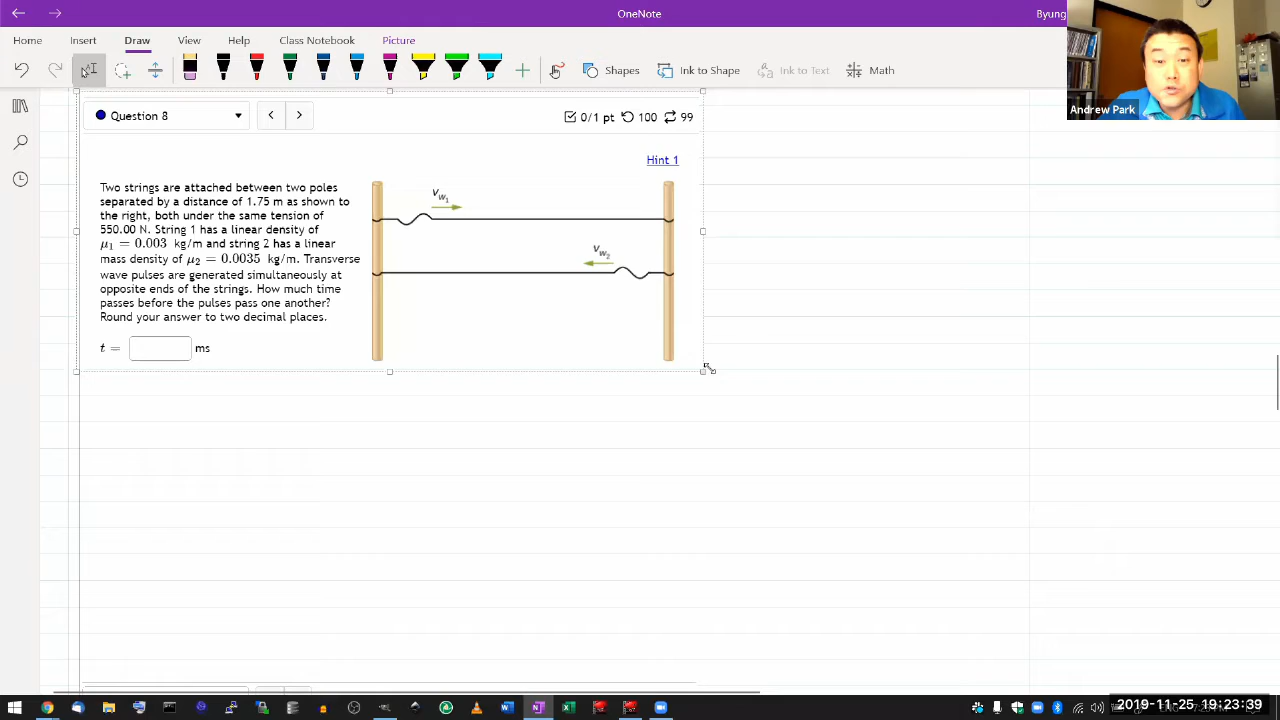 OneNote
Byung
Home Insert Draw View Help Class Notebook Picture
Shapes Ink to Shape Ink to Text Math
Andrew Park
Question 8
0/1 pt 100 99
Hint 1
Two strings are attached between two poles
separated by a distance of 1.75 m as shown to
the right, both under the same tension of
550.00 N. String 1 has a linear density of
μ₁ = 0.003 kg/m and string 2 has a linear
mass density of μ₂ = 0.0035 kg/m. Transverse
wave pulses are generated simultaneously at
opposite ends of the strings. How much time
passes before the pulses pass one another?
Round your answer to two decimal places.
t = ms
v_w₁
v_w₂
2019-11-25 19:23:39